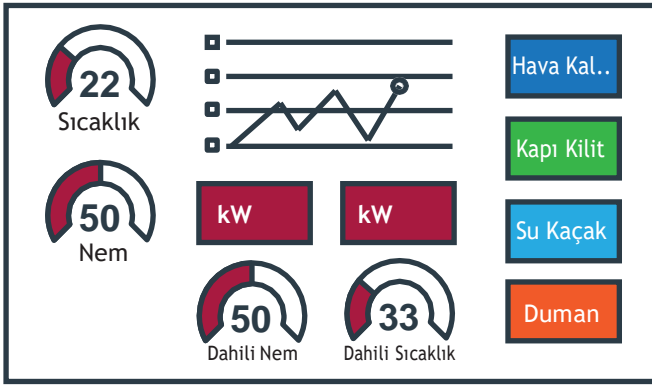 22
Sıcaklık
50
Nem
kW
kW
50
Dahili Nem
33
Dahili Sıcaklık
Hava Kal..
Kapı Kilit
Su Kaçak
Duman